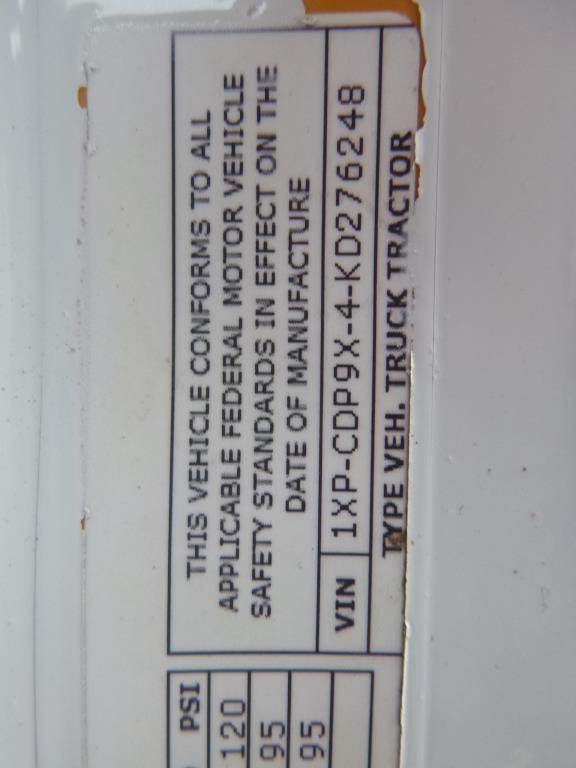 THIS VEHICLE CONFORMS TO ALL
APPLICABLE FEDERAL MOTOR VEHICLE
SAFETY STANDARDS IN EFFECT ON THE
DATE OF MANUFACTURE
VIN 1XP-CDP9X-4-KD276248
TYPE VEH. TRUCK TRACTOR
PSI
120
95
95